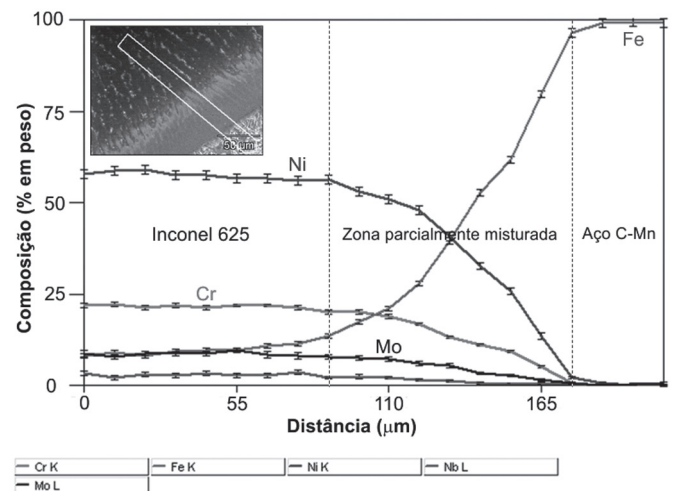 100
75
50
25
0
Composição (% em peso)
50 µm
Fe
Ni
Inconel 625
Zona parcialmente misturada
Aço C-Mn
Cr
Mo
0
55
110
165
Distância (µm)
Cr K
Fe K
Ni K
Nb L
Mo L